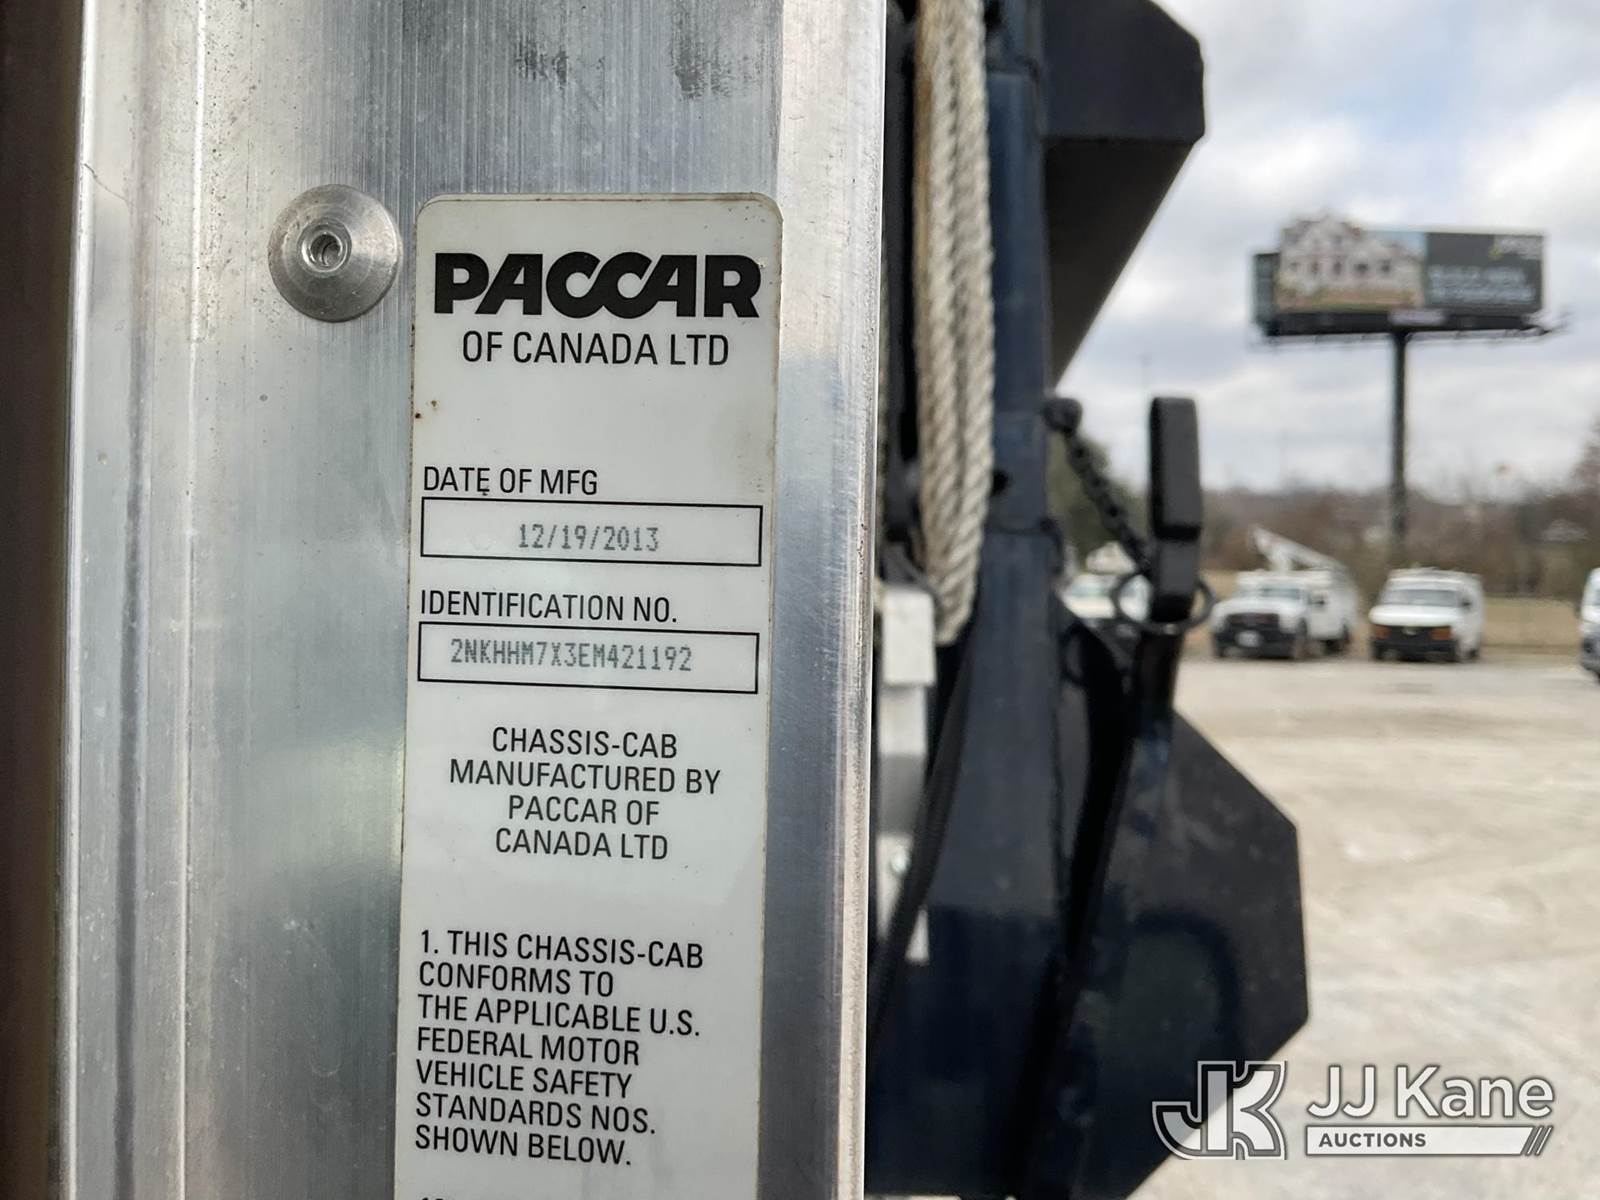 PACCAR
OF CANADA LTD
DATE OF MFG
12/19/2013
IDENTIFICATION NO.
2NKHHM7X3EM421192
CHASSIS-CAB
MANUFACTURED BY
PACCAR OF
CANADA LTD
1. THIS CHASSIS-CAB
CONFORMS TO
THE APPLICABLE U.S.
FEDERAL MOTOR
VEHICLE SAFETY
STANDARDS NOS.
SHOWN BELOW.
JK JJ Kane
AUCTIONS